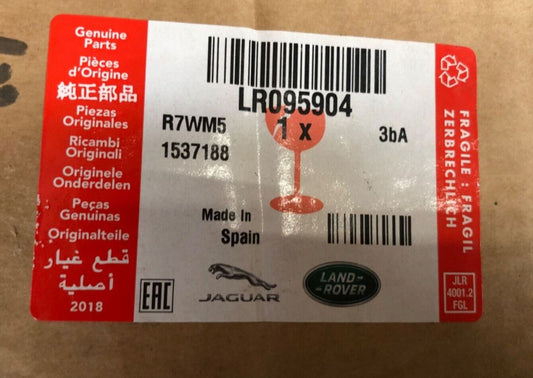 Genuine
Parts
Pièces
d'Origine
純正部品
Piezas
Originales
Ricambi
Originali
Originele
Onderdelen
Peças
Genuinas
Originalteile
قطع غيار
أصلية
2018
LR095904
R7WM5
1 x
3bA
1537188
Made In
Spain
EAC
JAGUAR
LAND-
-ROVER
FRAGILE : FRAGIL
ZERBRECHLICH
JLR
4001.2
FGL